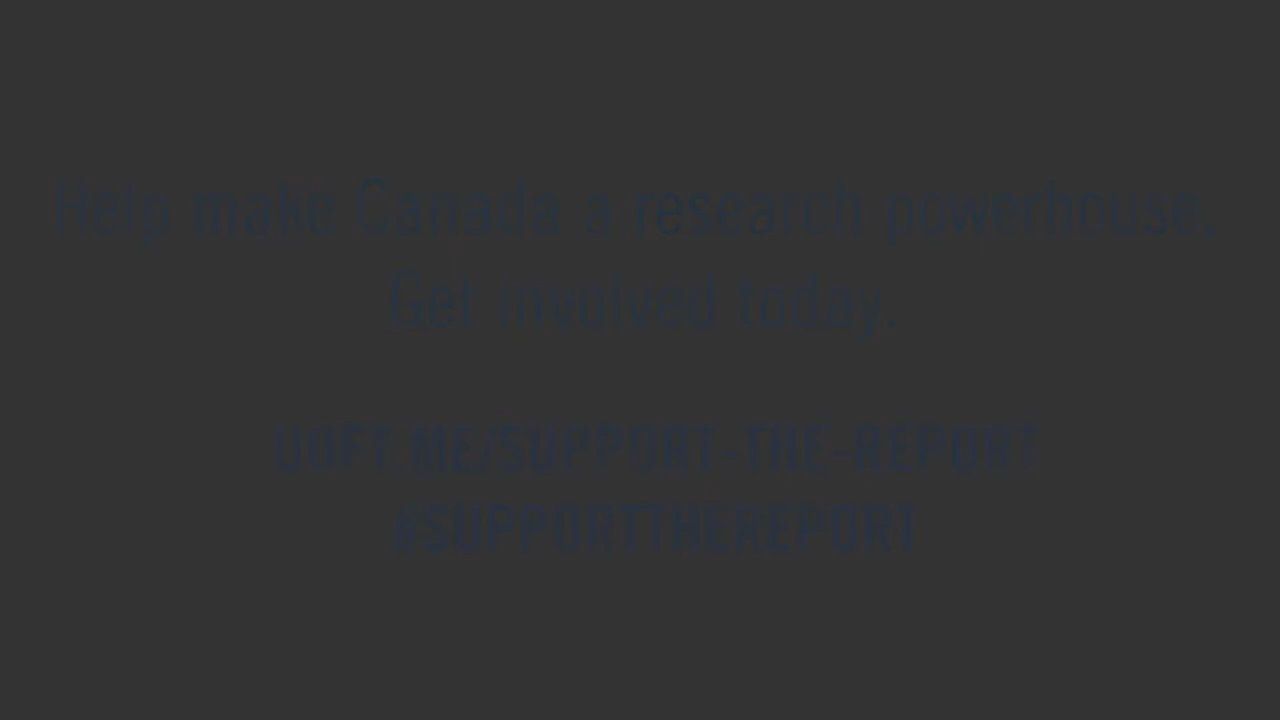 Help make Canada a research powerhouse.
Get involved today.
UOFT.ME/SUPPORT-THE-REPORT
#SUPPORTTHEREPORT